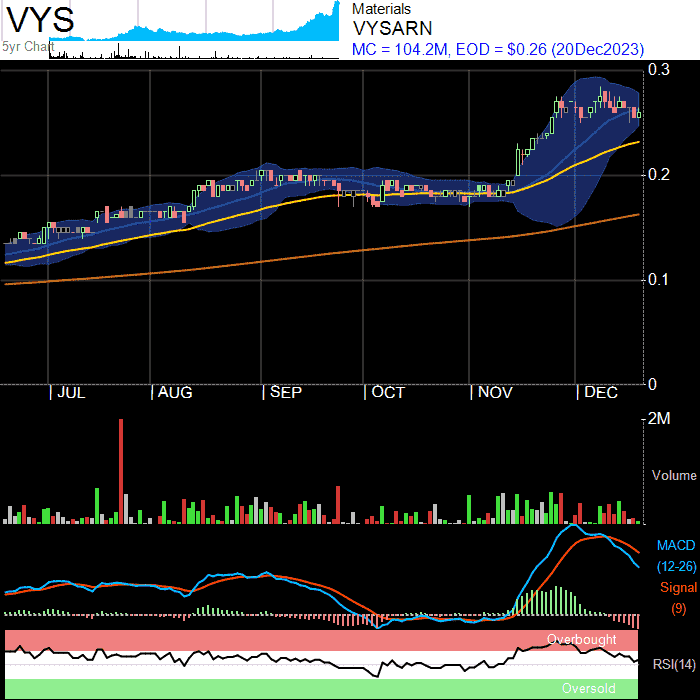 VYS
5yr Chart
Materials
VYSARN
MC = 104.2M, EOD = $0.26 (20Dec2023)
0.3
0.2
0.1
0
| JUL | AUG | SEP | OCT | NOV | DEC
2M
Volume
MACD
(12-26)
Signal
(9)
Overbought
RSI(14)
Oversold